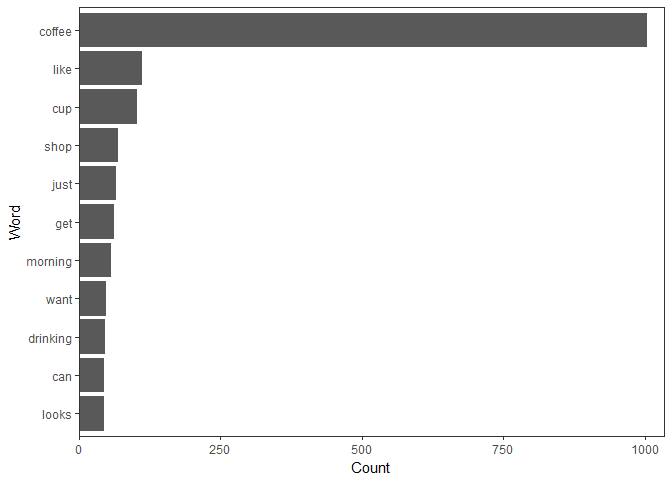 coffee
like
cup
shop
just
get
morning
want
drinking
can
looks
Word
0 250 500 750 1000
Count